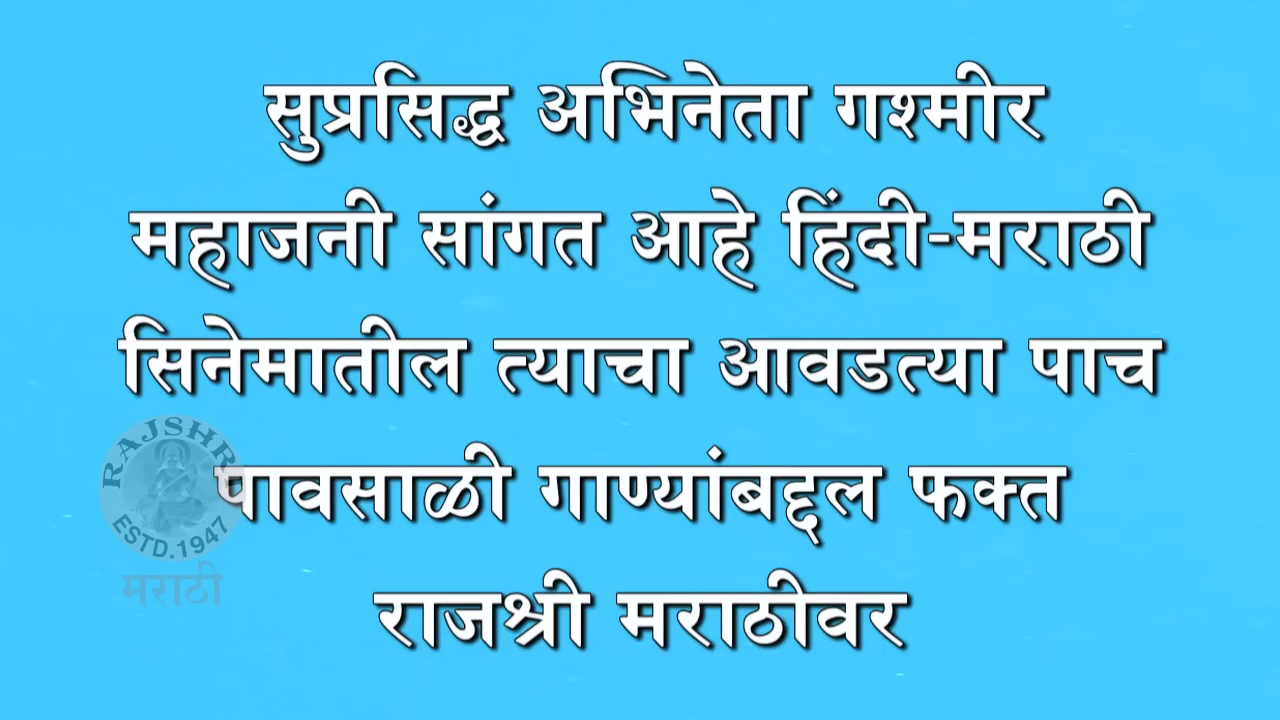 सुप्रसिद्ध अभिनेता गश्मीर
महाजनी सांगत आहे हिंदी-मराठी
सिनेमातील त्याचा आवडत्या पाच
पावसाळी गाण्यांबद्दल फक्त
राजश्री मराठीवर
RAJSHRI
ESTD.1947
मराठी